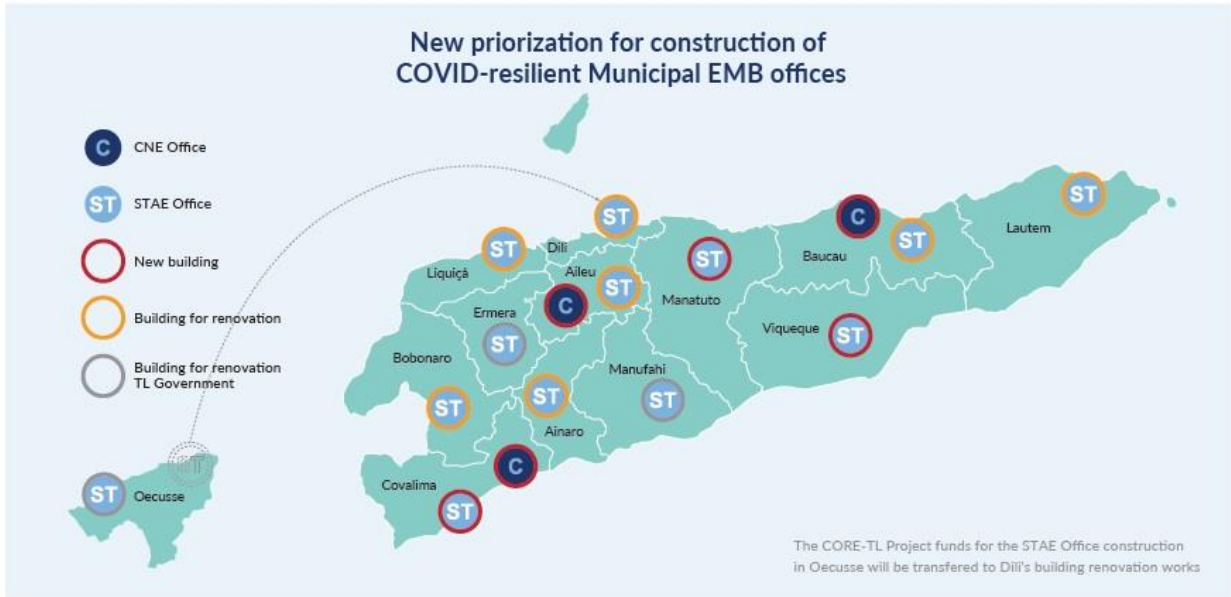 New priorization for construction of
COVID-resilient Municipal EMB offices
C CNE Office
ST STAE Office
New building
Building for renovation
Building for renovation
TL Government
ST
ST
ST
C
ST
Lautem
Dili
Liquiçá
Aileu
ST
Baucau
ST
ST
C
Manatuto
Ermera
ST
Viqueque
ST
Bobonaro
Manufahi
ST
ST
ST
Ainaro
C
Covalima
ST
ST
ST
Oecusse
The CORE-TL Project funds for the STAE Office construction
in Oecusse will be transfered to Dili's building renovation works